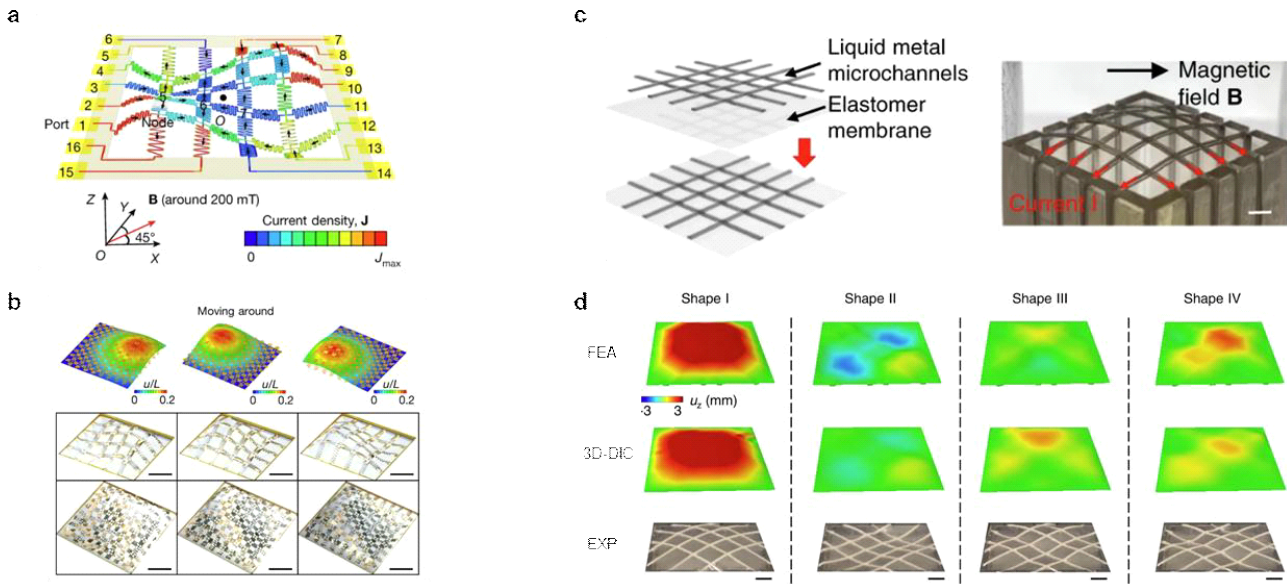 a
6
5
4
3
2
1
Port
16
15
7
8
9
10
11
12
13
14
5
6
7
Node
O
B (around 200 mT)
Z
Y
45°
O
X
Current density, J
0
Jmax
b
Moving around
u/L
0 0.2
u/L
0 0.2
u/L
0 0.2
c
Liquid metal
microchannels
Elastomer
membrane
Magnetic
field B
Current I
d
Shape I
Shape II
Shape III
Shape IV
FEA
-3 3
uz (mm)
3D-DIC
EXP